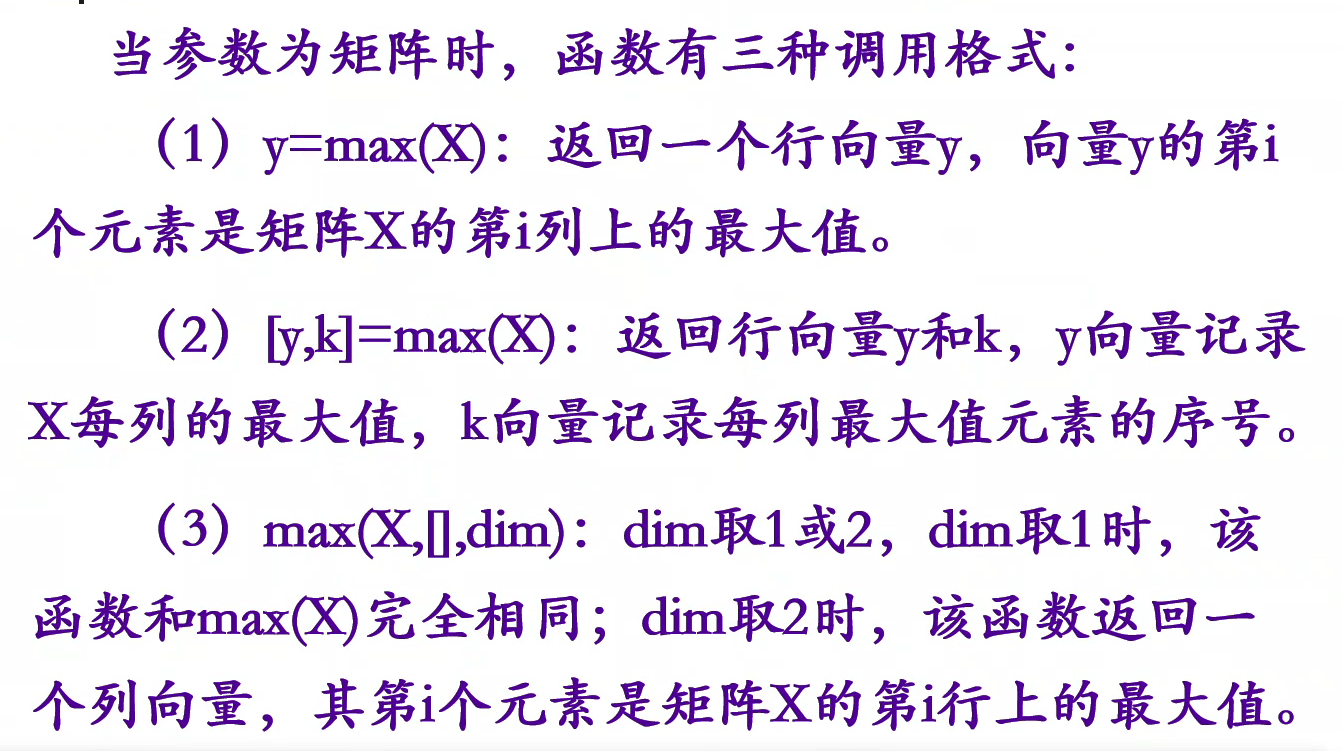 当参数为矩阵时，函数有三种调用格式：
（1）y=max(X)：返回一个行向量y，向量y的第i
个元素是矩阵X的第i列上的最大值。
（2）[y,k]=max(X)：返回行向量y和k，y向量记录
X每列的最大值，k向量记录每列最大值元素的序号。
（3）max(X,[],dim)：dim取1或2，dim取1时，该
函数和max(X)完全相同；dim取2时，该函数返回一
个列向量，其第i个元素是矩阵X的第i行上的最大值。